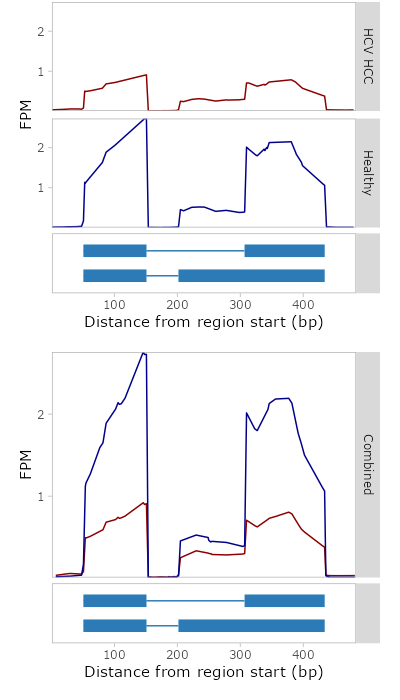 2
1
HCV HCC
FPM
2
1
Healthy
100 200 300 400
Distance from region start (bp)
2
1
FPM
Combined
100 200 300 400
Distance from region start (bp)